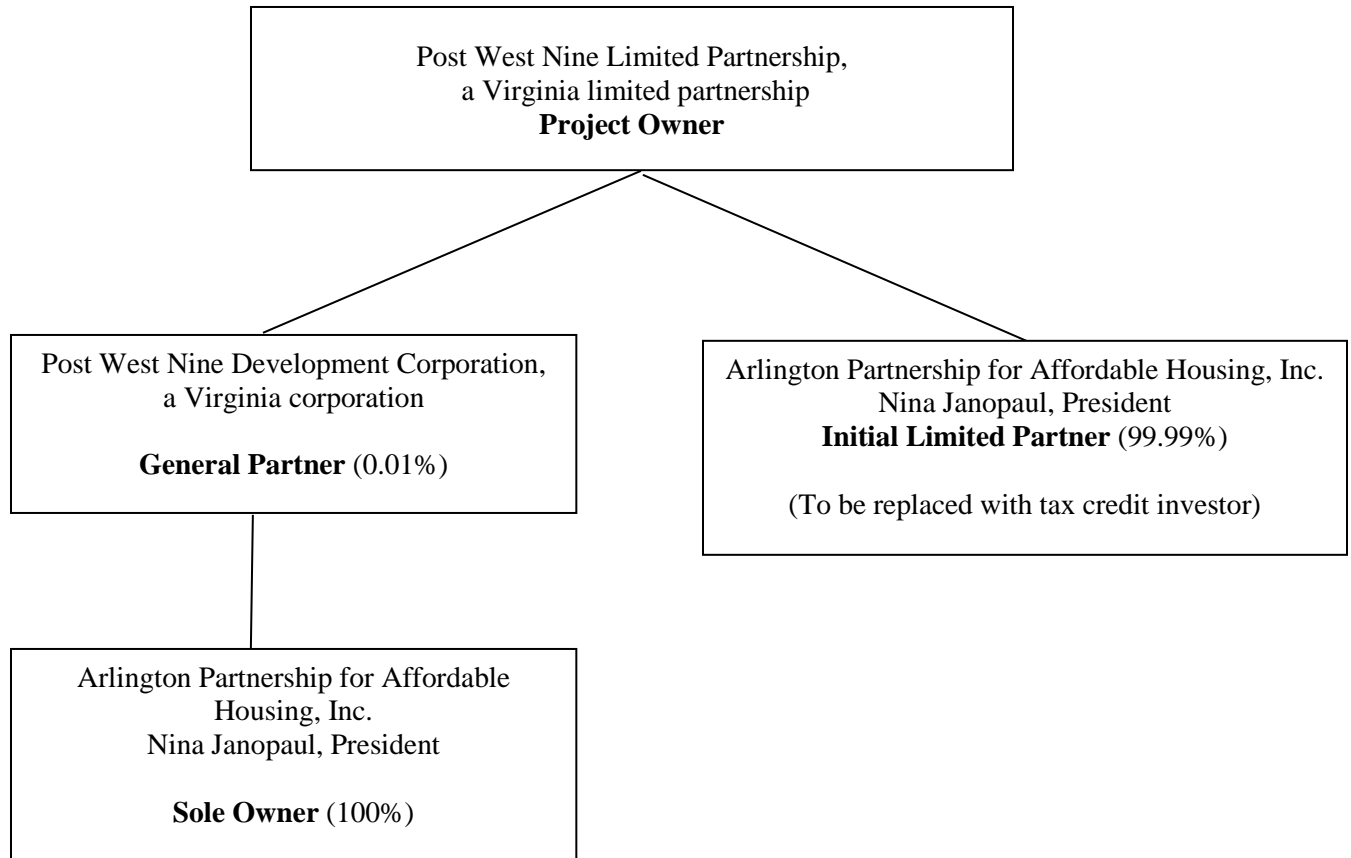 Post West Nine Limited Partnership,
a Virginia limited partnership
Project Owner
Post West Nine Development Corporation,
a Virginia corporation
General Partner (0.01%)
Arlington Partnership for Affordable Housing, Inc.
Nina Janopaul, President
Initial Limited Partner (99.99%)
(To be replaced with tax credit investor)
Arlington Partnership for Affordable
Housing, Inc.
Nina Janopaul, President
Sole Owner (100%)